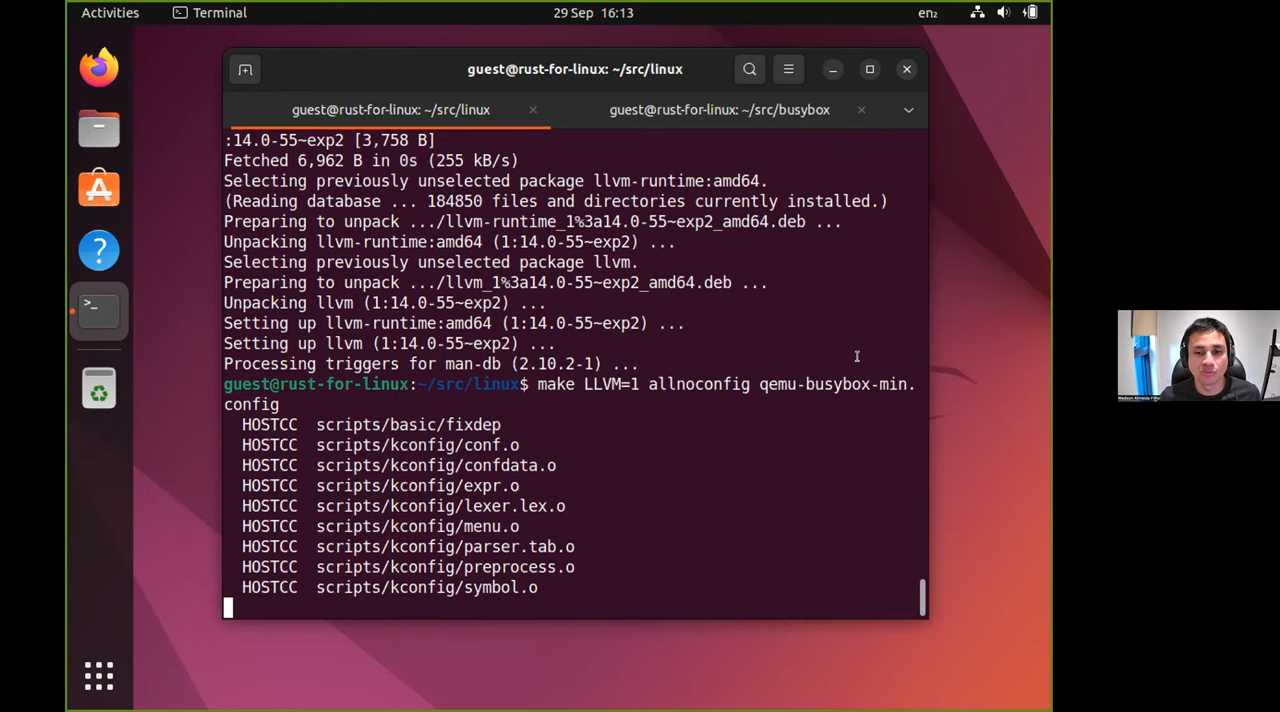 Activities
Terminal
29 Sep 16:13
en₂
guest@rust-for-linux: ~/src/linux
guest@rust-for-linux: ~/src/linux
guest@rust-for-linux: ~/src/busybox
:14.0-55~exp2 [3,758 B]
Fetched 6,962 B in 0s (255 kB/s)
Selecting previously unselected package llvm-runtime:amd64.
(Reading database ... 184850 files and directories currently installed.)
Preparing to unpack .../llvm-runtime_1%3a14.0-55~exp2_amd64.deb ...
Unpacking llvm-runtime:amd64 (1:14.0-55~exp2) ...
Selecting previously unselected package llvm.
Preparing to unpack .../llvm_1%3a14.0-55~exp2_amd64.deb ...
Unpacking llvm (1:14.0-55~exp2) ...
Setting up llvm-runtime:amd64 (1:14.0-55~exp2) ...
Setting up llvm (1:14.0-55~exp2) ...
Processing triggers for man-db (2.10.2-1) ...
guest@rust-for-linux:~/src/linux$ make LLVM=1 allnoconfig qemu-busybox-min.
config
HOSTCC scripts/basic/fixdep
HOSTCC scripts/kconfig/conf.o
HOSTCC scripts/kconfig/confdata.o
HOSTCC scripts/kconfig/expr.o
HOSTCC scripts/kconfig/lexer.lex.o
HOSTCC scripts/kconfig/menu.o
HOSTCC scripts/kconfig/parser.tab.o
HOSTCC scripts/kconfig/preprocess.o
HOSTCC scripts/kconfig/symbol.o
Wedson Almeida Filho